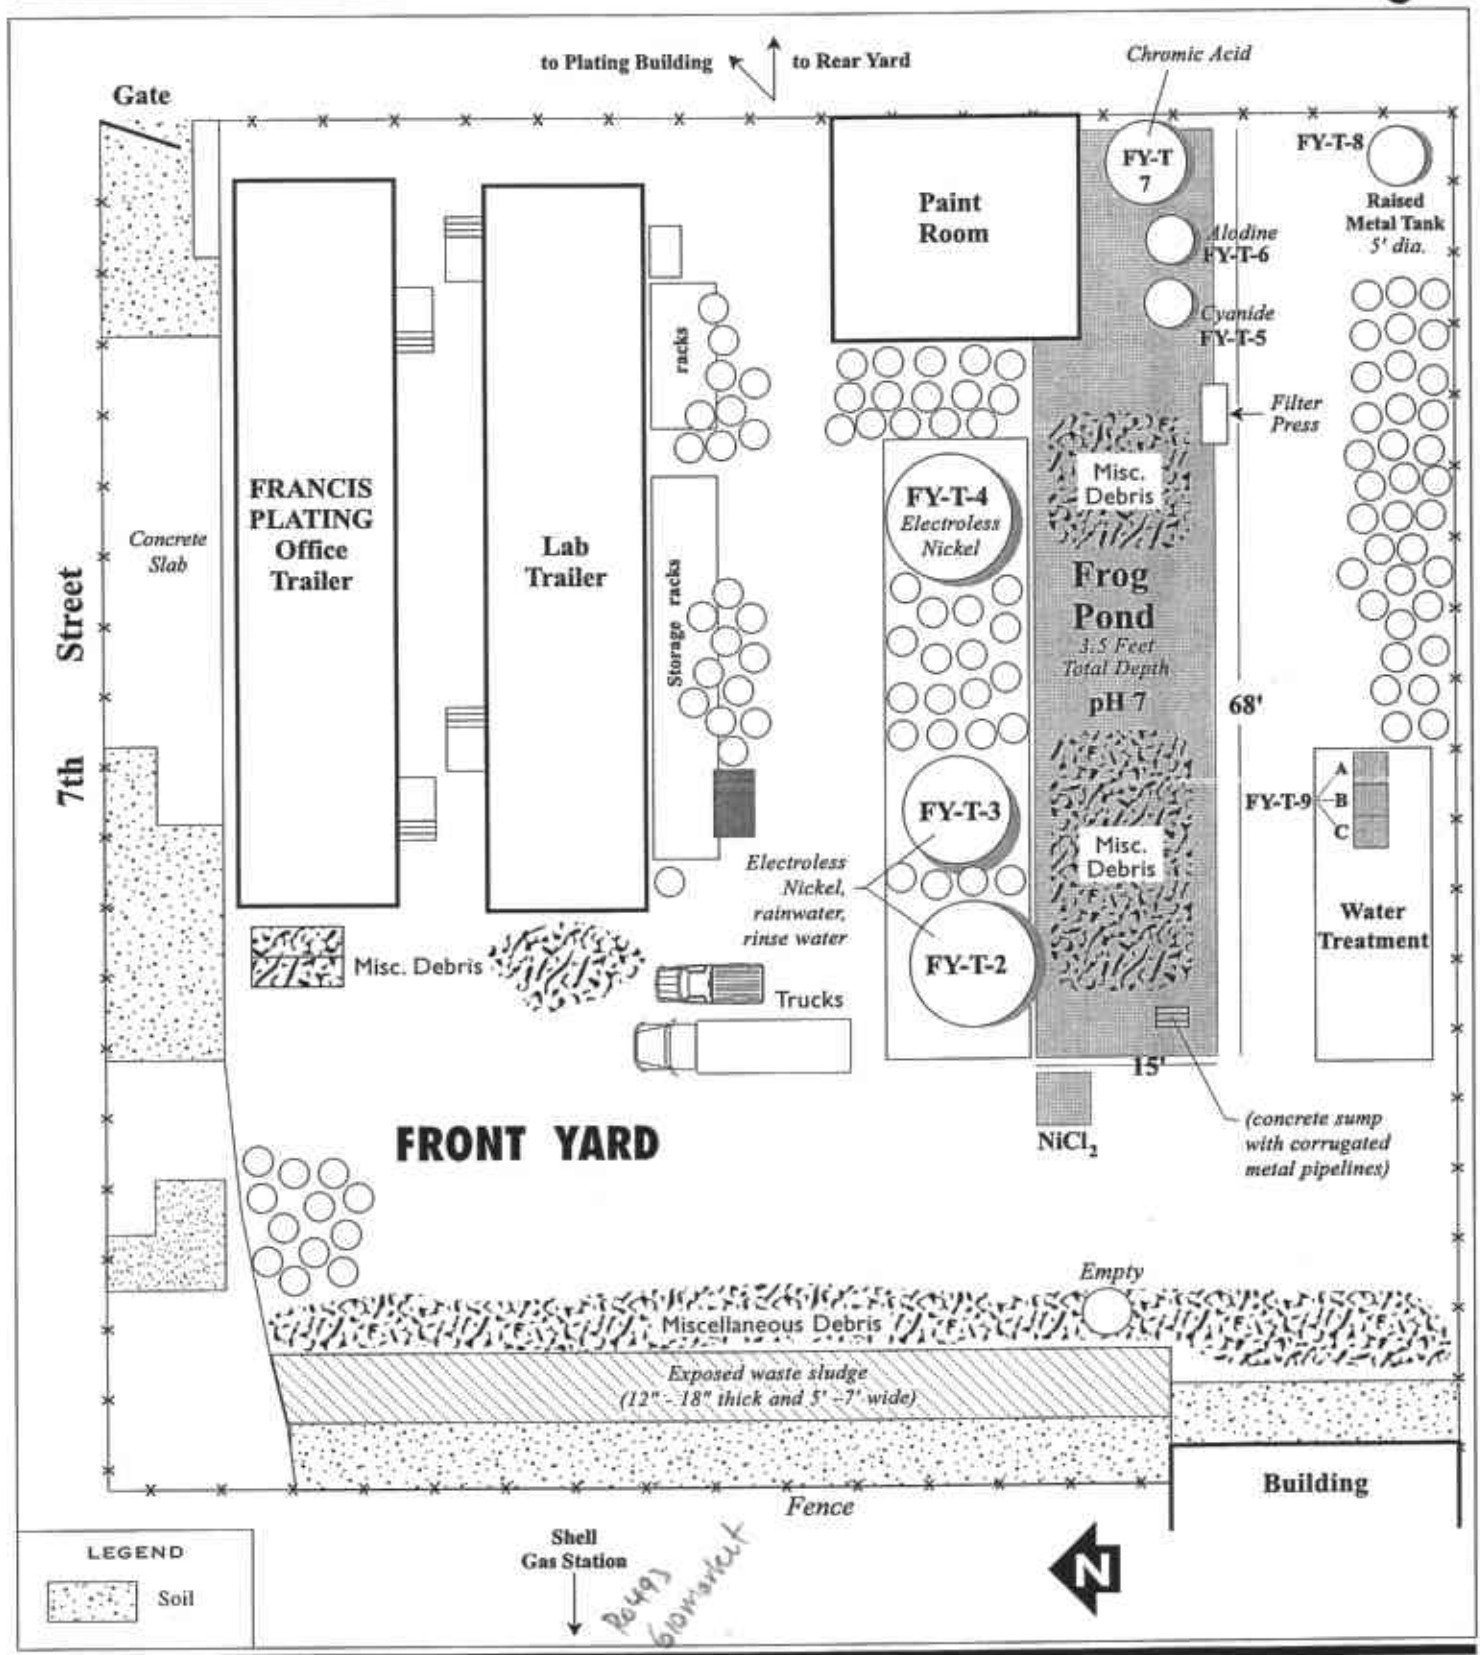 to Plating Building
to Rear Yard
Chromic Acid
Gate
FY-T
7
FY-T-8
Raised
Metal Tank
5' dia.
Paint
Room
Alodine
FY-T-6
Cyanide
FY-T-5
racks
Filter
Press
FRANCIS
PLATING
Office
Trailer
Concrete
Slab
Lab
Trailer
Storage racks
FY-T-4
Electroless
Nickel
Misc.
Debris
Frog
Pond
3.5 Feet
Total Depth
pH 7
68'
7th Street
FY-T-9
A
B
C
FY-T-3
Misc.
Debris
Electroless
Nickel,
rainwater,
rinse water
Water
Treatment
FY-T-2
Misc. Debris
Trucks
15'
NiCl2
(concrete sump
with corrugated
metal pipelines)
FRONT YARD
Empty
Miscellaneous Debris
Exposed waste sludge
(12" - 18" thick and 5' -7' wide)
Building
Fence
LEGEND
Soil
Shell
Gas Station
N
Ro493
610 market